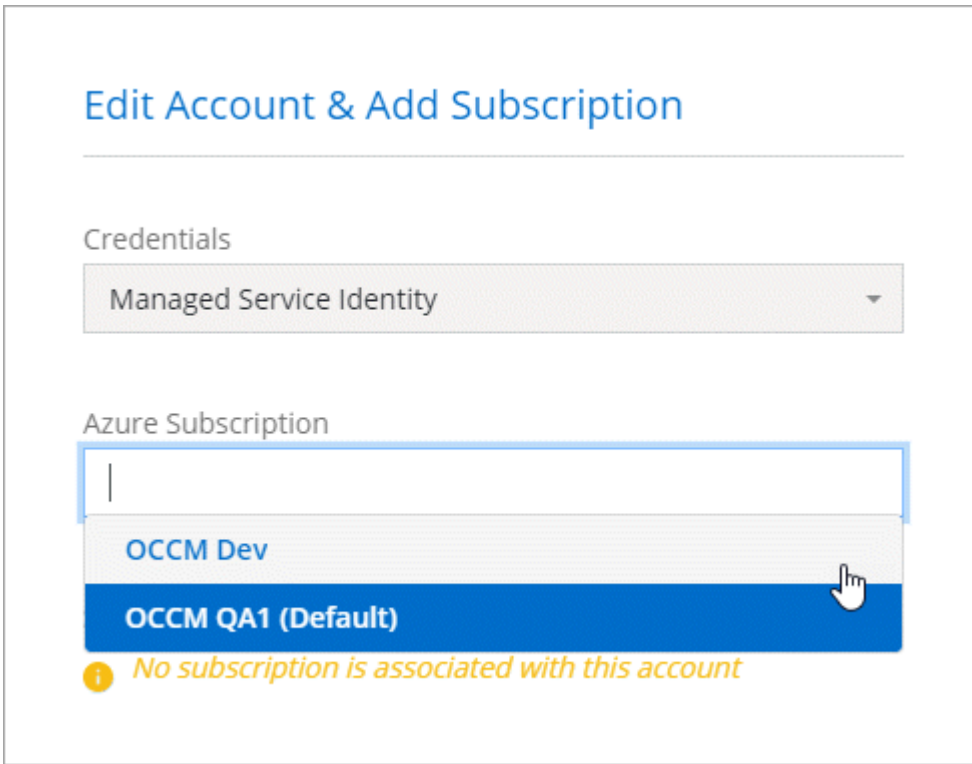 Edit Account & Add Subscription
Credentials
Managed Service Identity
Azure Subscription
OCCM Dev
OCCM QA1 (Default)
No subscription is associated with this account